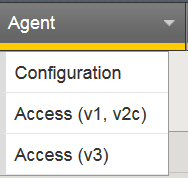 Agent
Configuration
Access (v1, v2c)
Access (v3)